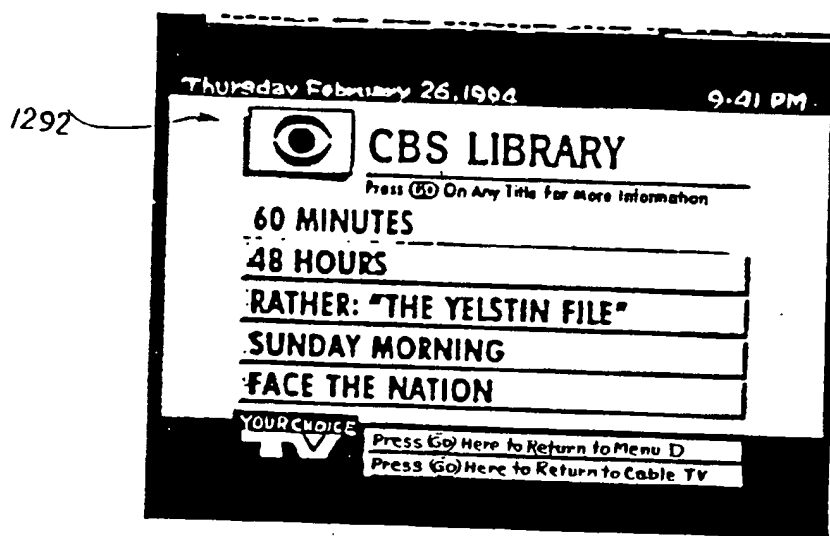 Thursday February 26, 1994
9:41 PM
1292
CBS LIBRARY
Press Go On Any Title for More Information
60 MINUTES
48 HOURS
RATHER: "THE YELSTIN FILE"
SUNDAY MORNING
FACE THE NATION
YOUR CHOICE
TV
Press Go Here to Return to Menu D
Press Go Here to Return to Cable TV